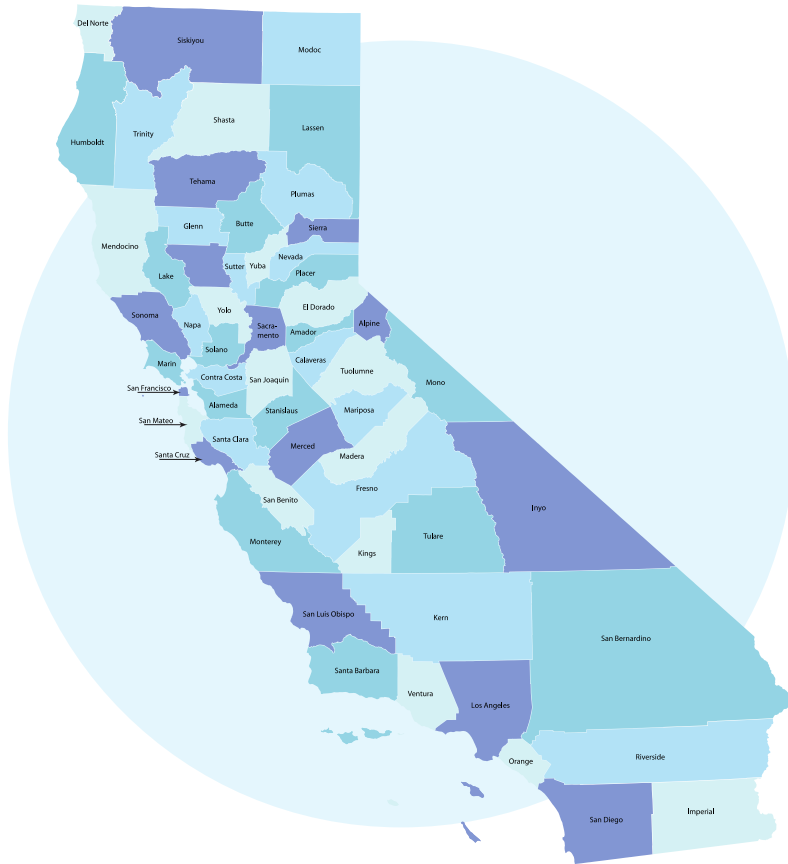 Del Norte
Siskiyou
Modoc
Humboldt
Trinity
Shasta
Lassen
Tehama
Plumas
Mendocino
Glenn
Butte
Sierra
Lake
Sutter
Yuba
Nevada
Placer
Sonoma
Napa
Yolo
El Dorado
Sacra-
mento
Alpine
Solano
Amador
Marin
Calaveras
Tuolumne
Mono
San Francisco
Contra Costa
San Joaquin
Alameda
Stanislaus
Mariposa
San Mateo
Santa Clara
Merced
Madera
Santa Cruz
Fresno
San Benito
Inyo
Monterey
Kings
Tulare
San Luis Obispo
Kern
San Bernardino
Santa Barbara
Ventura
Los Angeles
Orange
Riverside
San Diego
Imperial